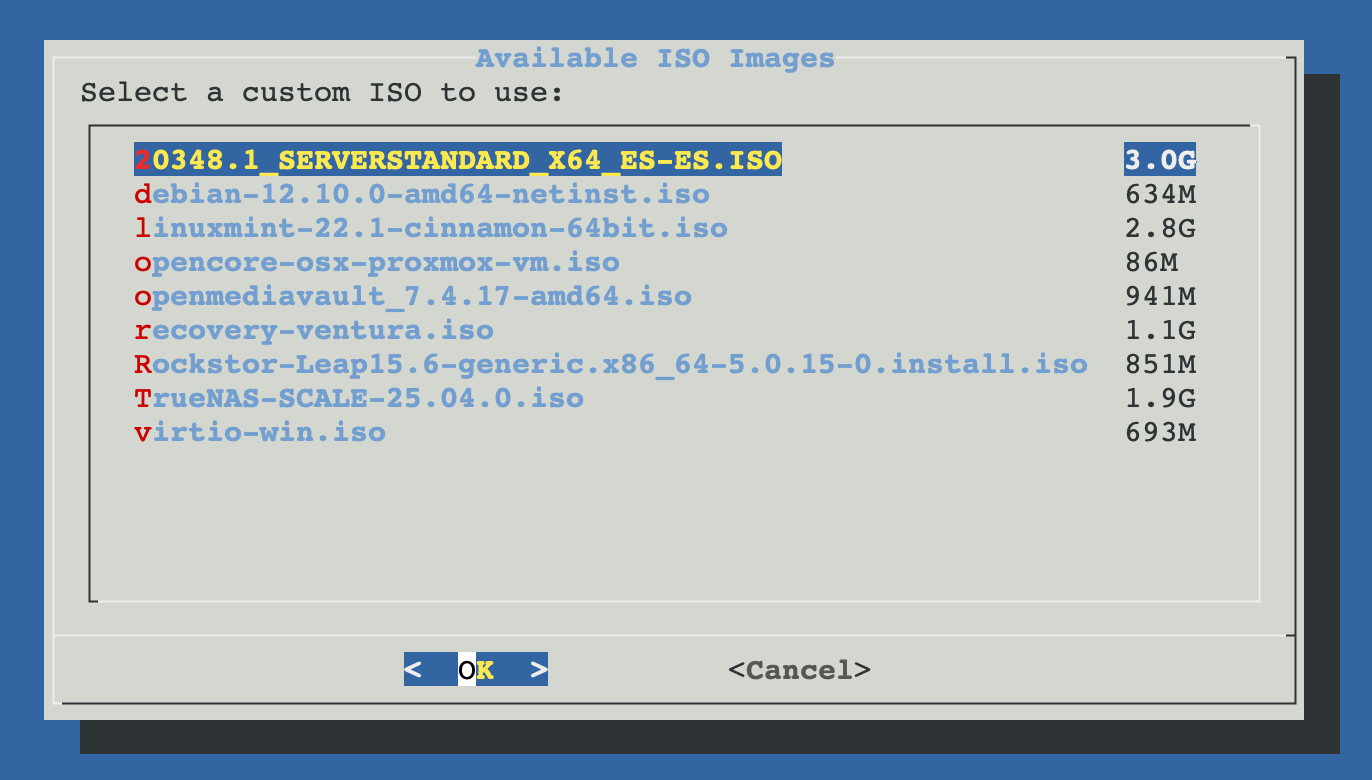 Available ISO Images
Select a custom ISO to use:
20348.1_SERVERSTANDARD_X64_ES-ES.ISO 3.0G
debian-12.10.0-amd64-netinst.iso 634M
linuxmint-22.1-cinnamon-64bit.iso 2.8G
opencore-osx-proxmox-vm.iso 86M
openmediavault_7.4.17-amd64.iso 941M
recovery-ventura.iso 1.1G
Rockstor-Leap15.6-generic.x86_64-5.0.15-0.install.iso 851M
TrueNAS-SCALE-25.04.0.iso 1.9G
virtio-win.iso 693M
<  OK  > <Cancel>